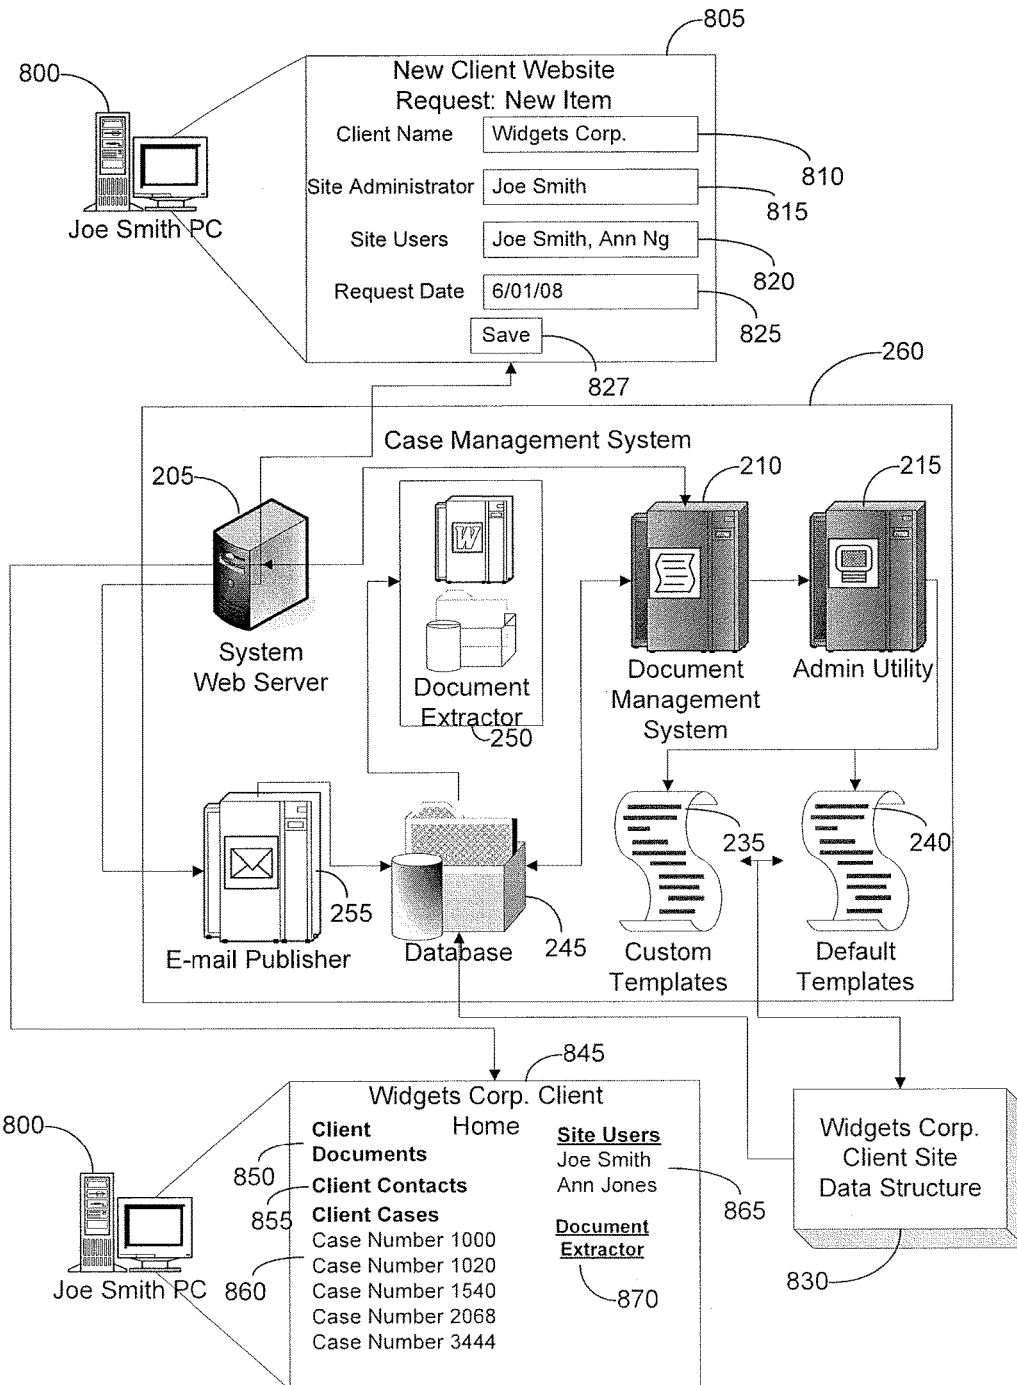 805
New Client Website
Request: New Item
800
Client Name
Widgets Corp.
810
Site Administrator
Joe Smith
815
Joe Smith PC
Site Users
Joe Smith, Ann Ng
820
Request Date
6/01/08
825
Save
827
260
Case Management System
205
210
215
W
System
Web Server
Document
Extractor
250
Document
Management
System
Admin Utility
235
240
255
245
E-mail Publisher
Database
Custom
Templates
Default
Templates
845
Widgets Corp. Client
Home
800
Client
Documents
850
Site Users
Joe Smith
Ann Jones
865
Client Contacts
855
Client Cases
Case Number 1000
Case Number 1020
Case Number 1540
Case Number 2068
Case Number 3444
860
Document
Extractor
870
Joe Smith PC
Widgets Corp.
Client Site
Data Structure
830